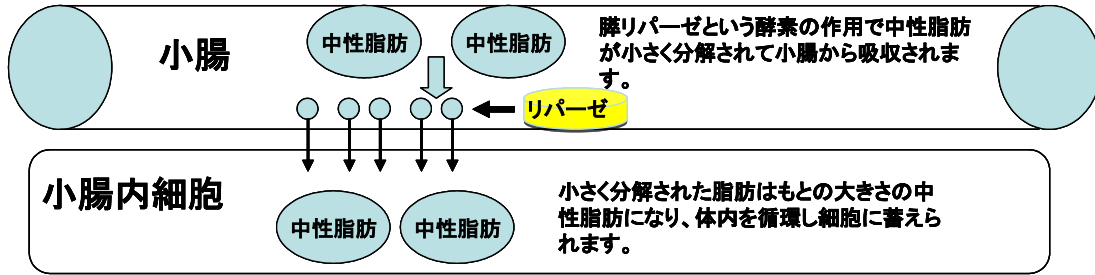 小腸
中性脂肪
中性脂肪
膵リパーゼという酵素の作用で中性脂肪
が小さく分解されて小腸から吸収されま
す。
リパーゼ
小腸内細胞
中性脂肪
中性脂肪
小さく分解された脂肪はもとの大きさの中
性脂肪になり、体内を循環し細胞に蓄えら
れます。